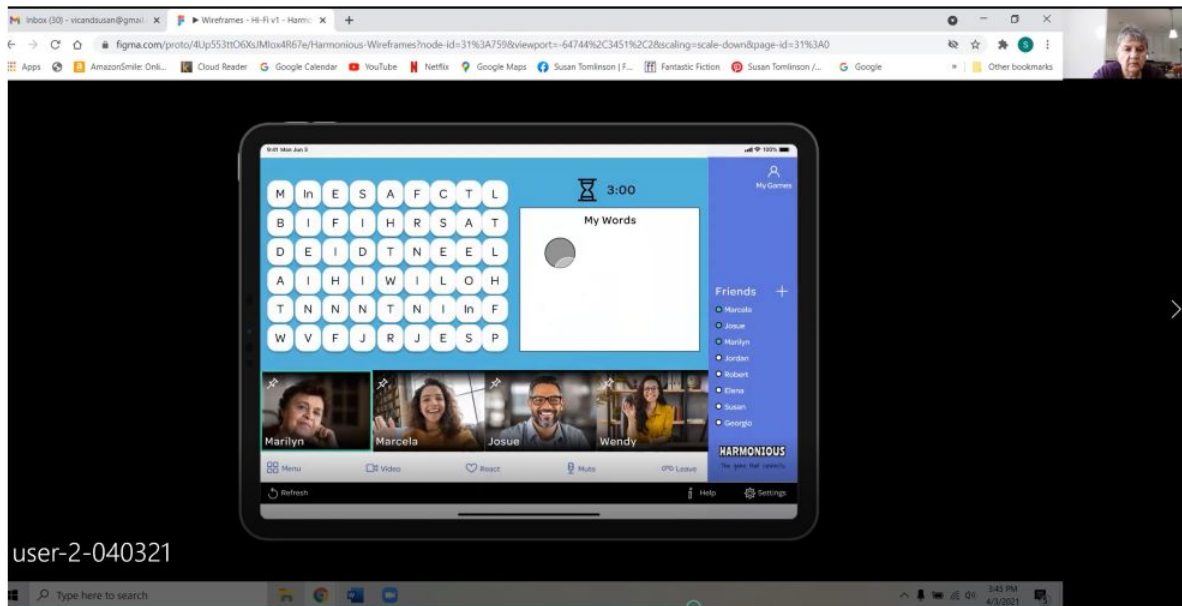 Inbox (30) - vicandsusan@gmail
Wireframes - Hi-Fi v1 - Harmo
figma.com/proto/4Up553ttO6XsJMlox4R67e/Harmonious-Wireframes?node-id=31%3A759&viewport=-64744%2C3451%2C2&scaling=scale-down&page-id=31%3A0
Apps
AmazonSmile: Onli...
Cloud Reader
Google Calendar
YouTube
Netflix
Google Maps
Susan Tomlinson | F...
Fantastic Fiction
Susan Tomlinson /...
Google
Other bookmarks
9:41 Mon Jun 3
100%
3:00
My Games
M In E S A F C T L
B I F I H R S A T
D E I D T N E E L
A I H I W I L O H
T N N N T N I In F
W V F J R J E S P
My Words
Friends
Marcela
Josue
Marilyn
Jordan
Robert
Elena
Susan
Georgio
Marilyn
Marcela
Josue
Wendy
HARMONIOUS
The game that connects
Menu
Video
React
Mute
Leave
Refresh
Help
Settings
user-2-040321
Type here to search
3:45 PM
4/3/2021